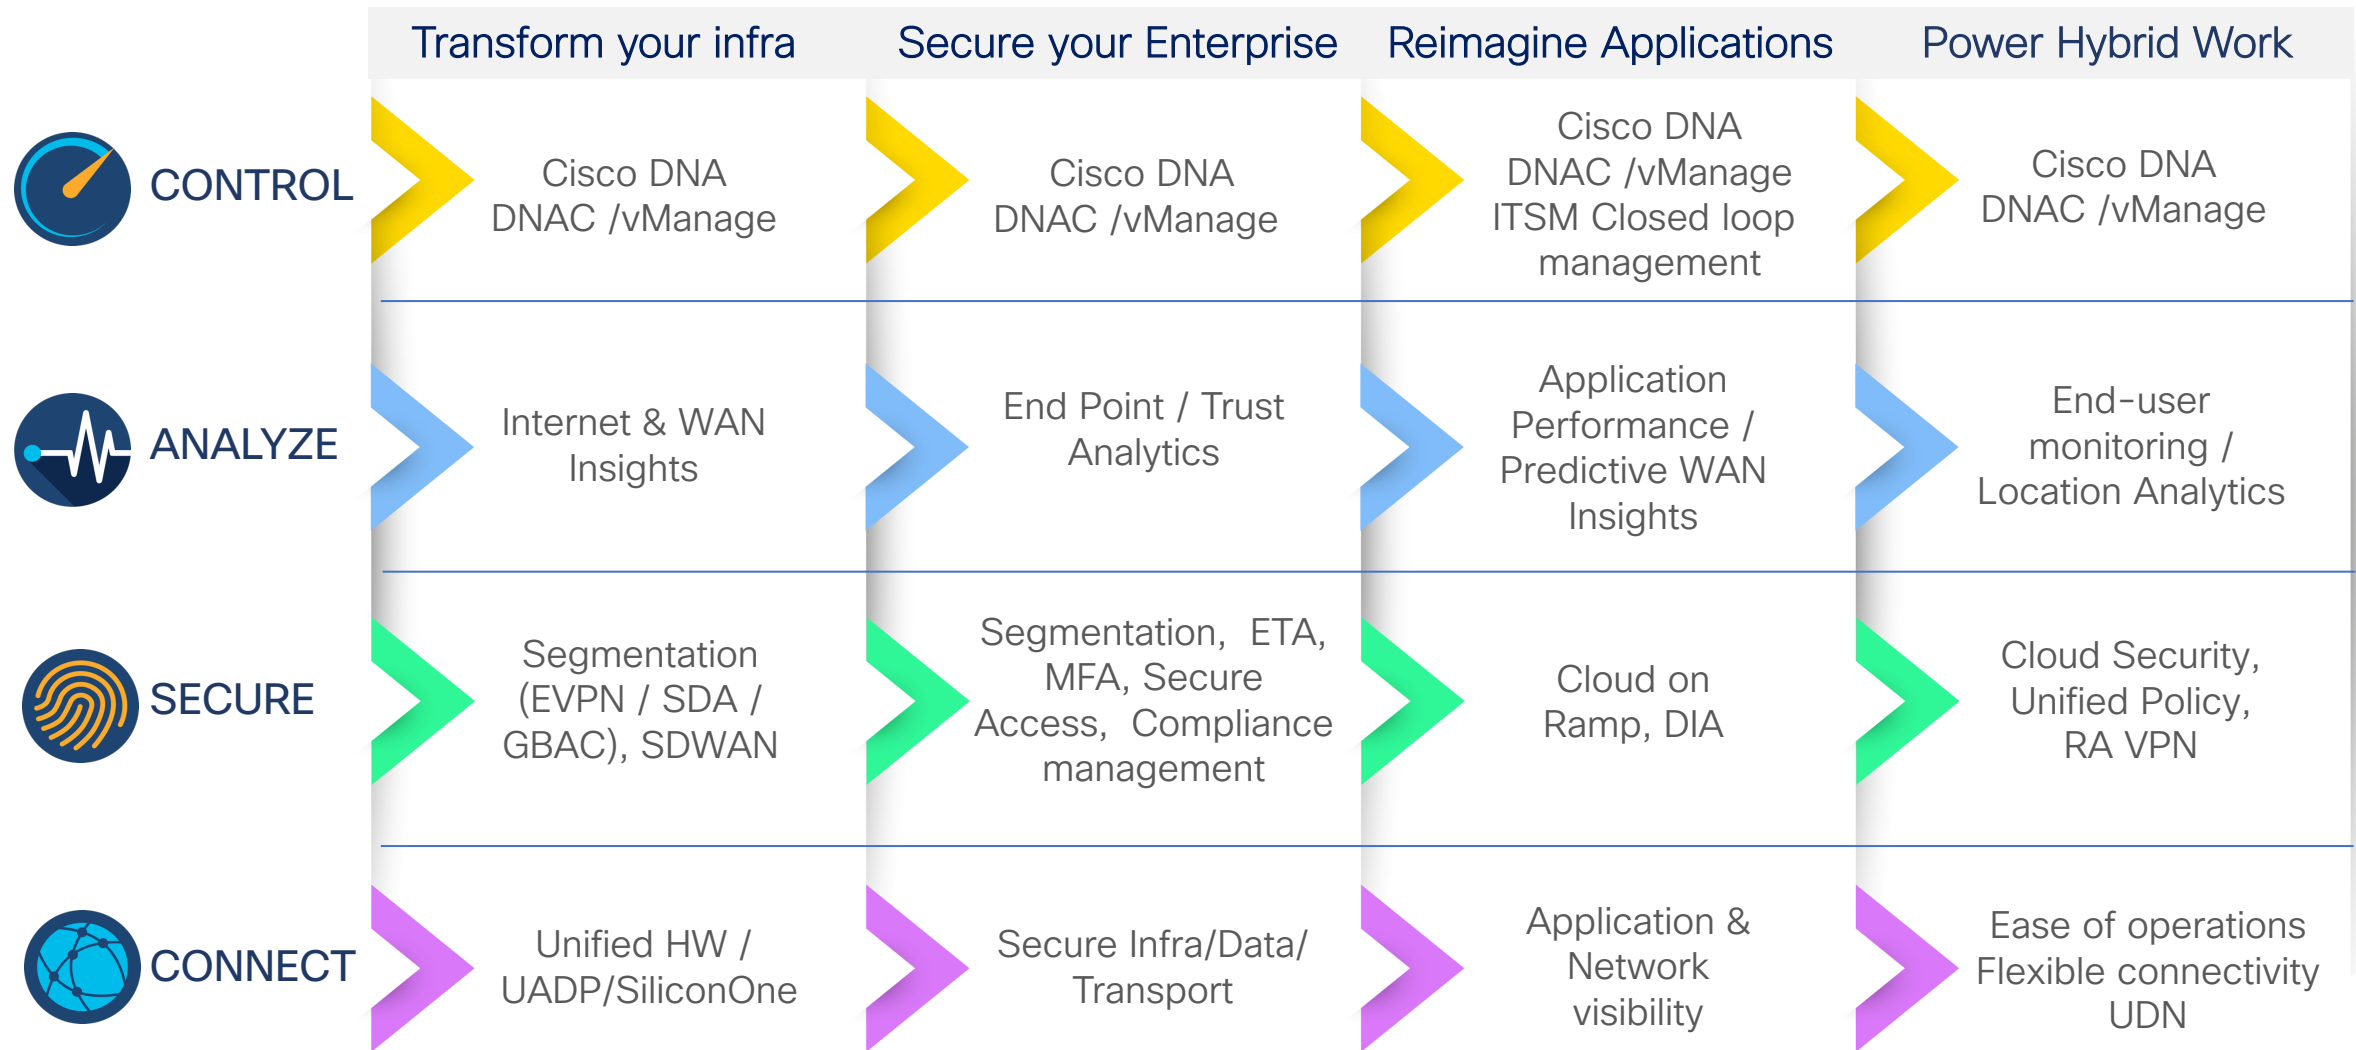 Transform your infra
Secure your Enterprise
Reimagine Applications
Power Hybrid Work
CONTROL
Cisco DNA
DNAC /vManage
Cisco DNA
DNAC /vManage
Cisco DNA
DNAC /vManage
ITSM Closed loop
management
Cisco DNA
DNAC /vManage
ANALYZE
Internet & WAN
Insights
End Point / Trust
Analytics
Application
Performance /
Predictive WAN
Insights
End-user
monitoring /
Location Analytics
SECURE
Segmentation
(EVPN / SDA /
GBAC), SDWAN
Segmentation, ETA,
MFA, Secure
Access, Compliance
management
Cloud on
Ramp, DIA
Cloud Security,
Unified Policy,
RA VPN
CONNECT
Unified HW /
UADP/SiliconOne
Secure Infra/Data/
Transport
Application &
Network
visibility
Ease of operations
Flexible connectivity
UDN